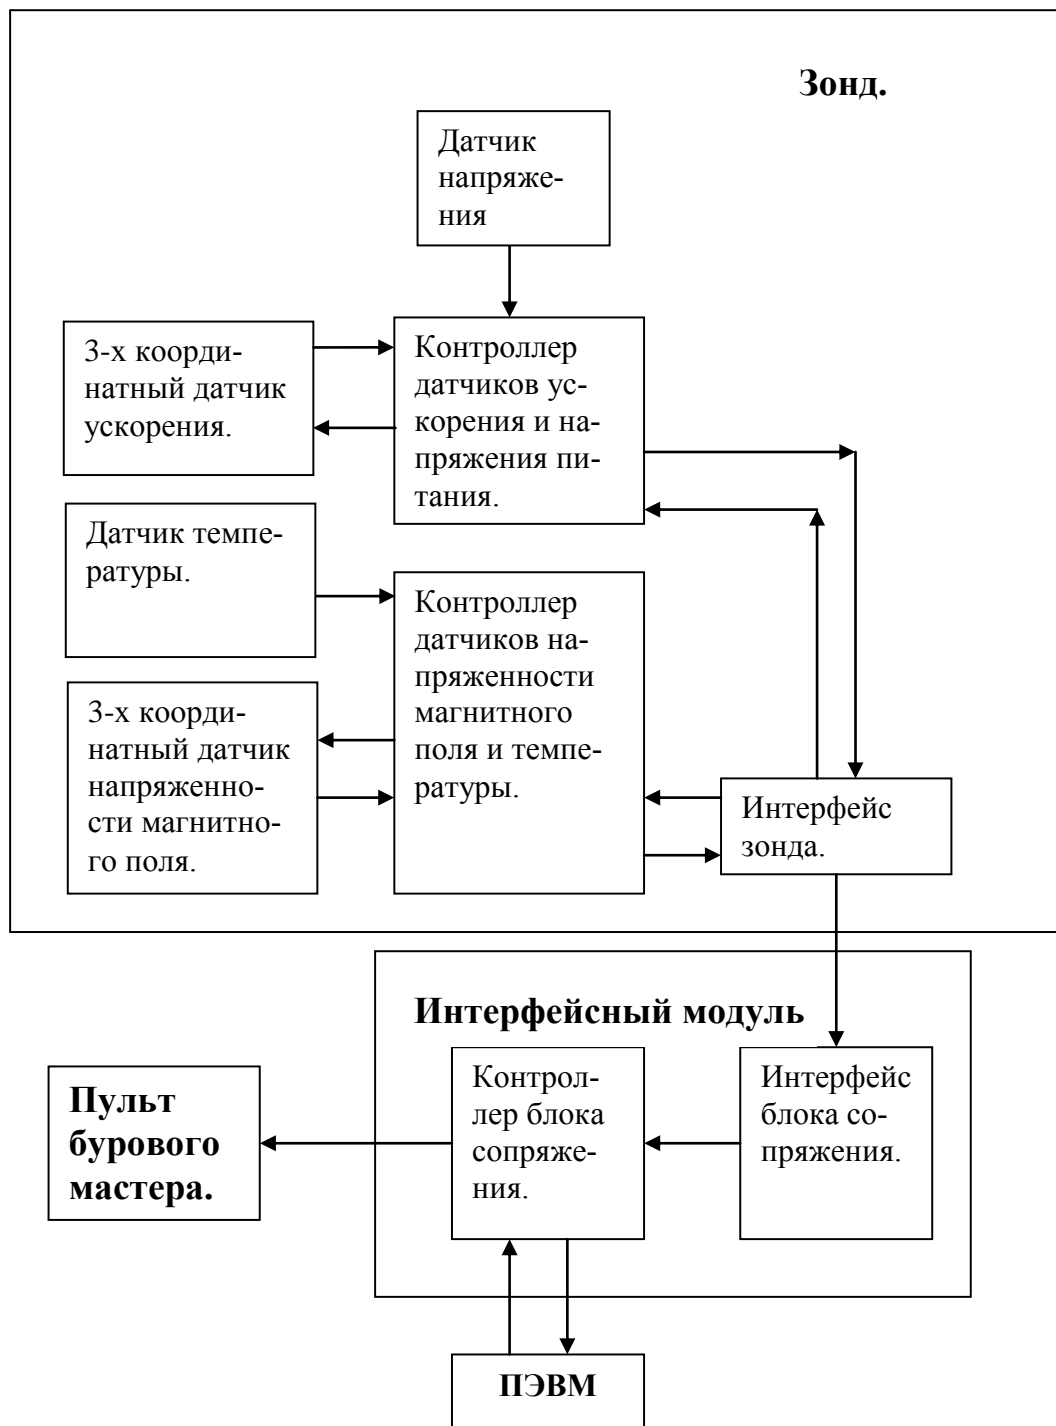 Зонд.
Датчик
напряже-
ния
3-х коорди-
натный датчик
ускорения.
Контроллер
датчиков ус-
корения и на-
пряжения пи-
тания.
Датчик темпе-
ратуры.
Контроллер
датчиков на-
пряженности
магнитного
поля и темпе-
ратуры.
3-х коорди-
натный датчик
напряженно-
сти магнитно-
го поля.
Интерфейс
зонда.
Интерфейсный модуль
Пульт
бурового
мастера.
Контрол-
лер блока
сопряже-
ния.
Интерфейс
блока со-
пряжения.
ПЭВМ